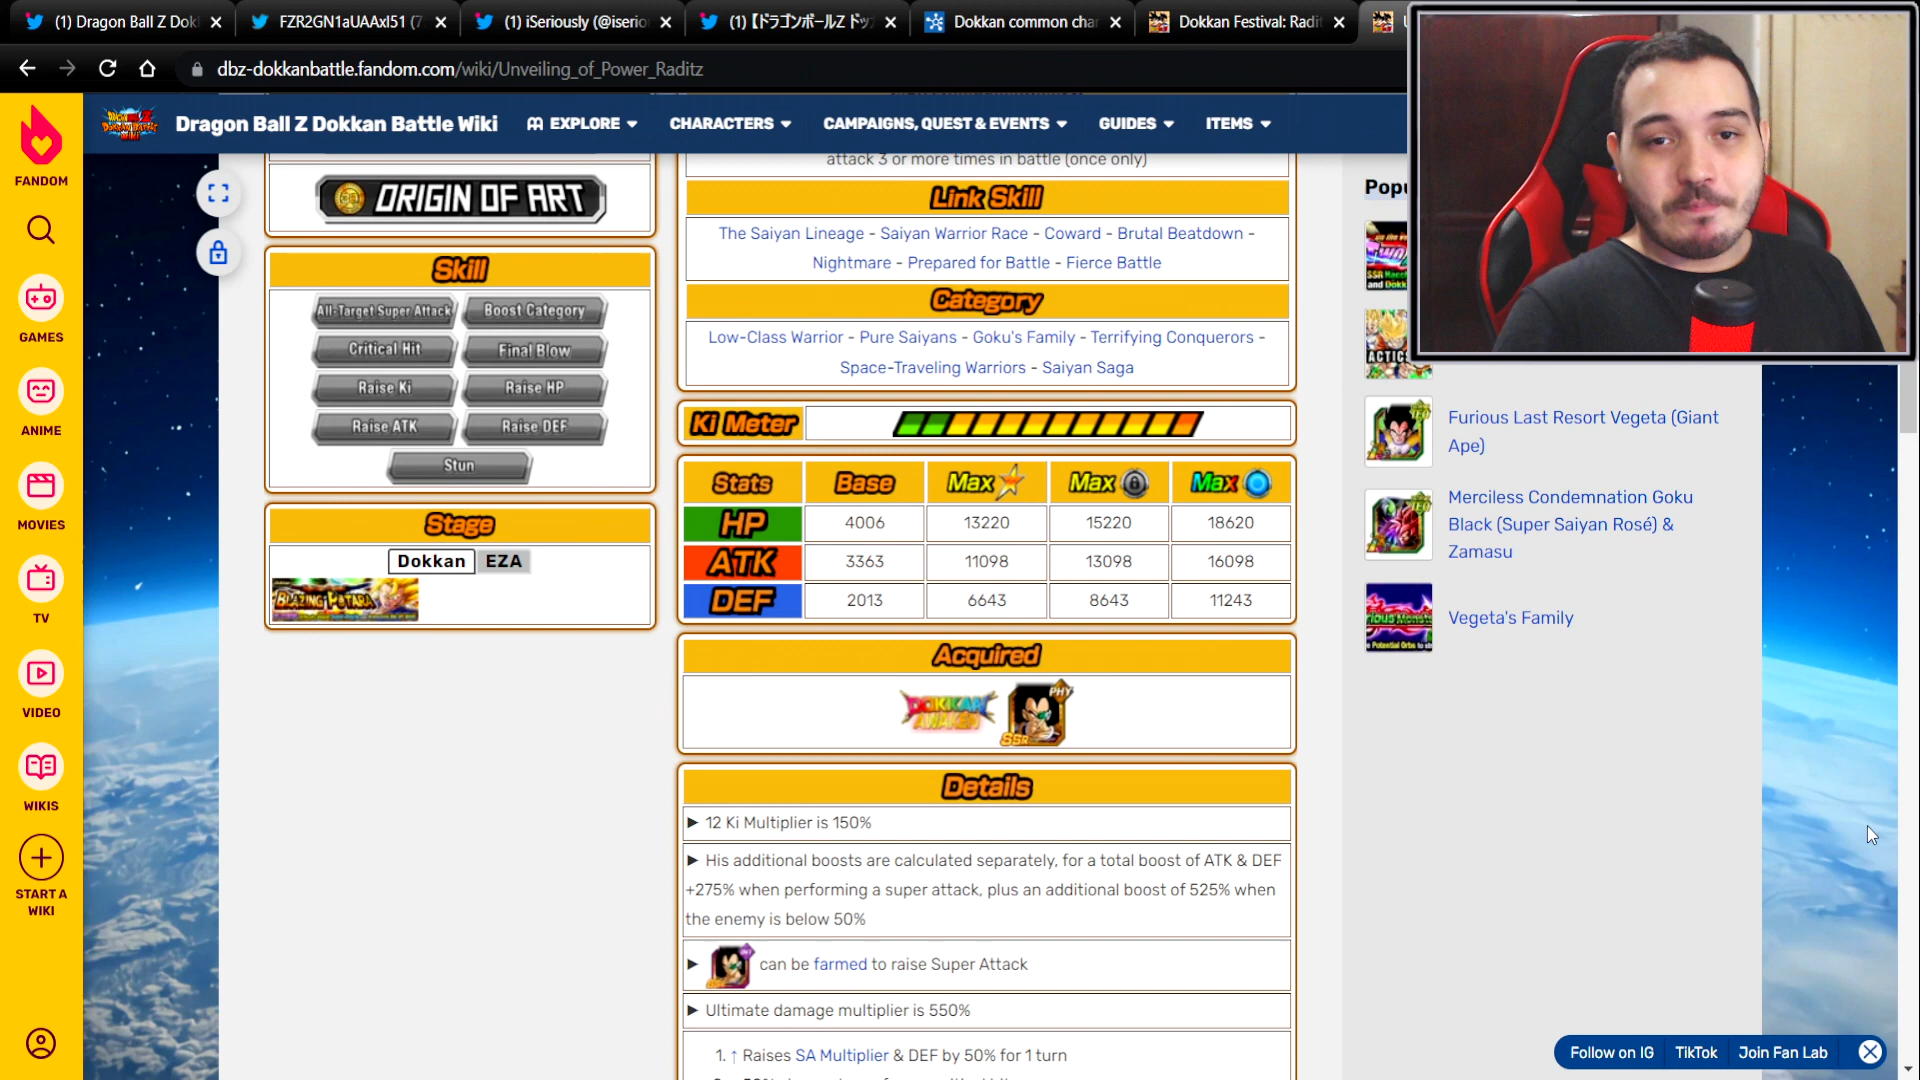 (1) Dragon Ball Z Dok
FZR2GN1aUAAxl51 (7
(1) iSeriously (@iserio
(1)【ドラゴンボールZ ドッ
Dokkan common cha
Dokkan Festival: Radit
dbz-dokkanbattle.fandom.com/wiki/Unveiling_of_Power_Raditz
Dragon Ball Z Dokkan Battle Wiki
EXPLORE
CHARACTERS
CAMPAIGNS, QUEST & EVENTS
GUIDES
ITEMS
FANDOM
GAMES
ANIME
MOVIES
TV
VIDEO
WIKIS
START A
WIKI
ORIGIN OF ART
Skill
All-Target Super Attack
Boost Category
Critical Hit
Final Blow
Raise Ki
Raise HP
Raise ATK
Raise DEF
Stun
Stage
Dokkan
EZA
BLAZING POTARA
attack 3 or more times in battle (once only)
Link Skill
The Saiyan Lineage - Saiyan Warrior Race - Coward - Brutal Beatdown -
Nightmare - Prepared for Battle - Fierce Battle
Category
Low-Class Warrior - Pure Saiyans - Goku's Family - Terrifying Conquerors -
Space-Traveling Warriors - Saiyan Saga
Ki Meter
Stats Base Max Max Max
HP 4006 13220 15220 18620
ATK 3363 11098 13098 16098
DEF 2013 6643 8643 11243
Acquired
DOKKAN
AWAKEN
PHY
SSR
Details
► 12 Ki Multiplier is 150%
► His additional boosts are calculated separately, for a total boost of ATK & DEF
+275% when performing a super attack, plus an additional boost of 525% when
the enemy is below 50%
► can be farmed to raise Super Attack
► Ultimate damage multiplier is 550%
1. ↑ Raises SA Multiplier & DEF by 50% for 1 turn
Popu
Furious Last Resort Vegeta (Giant
Ape)
Merciless Condemnation Goku
Black (Super Saiyan Rosé) &
Zamasu
Vegeta's Family
Follow on IG
TikTok
Join Fan Lab